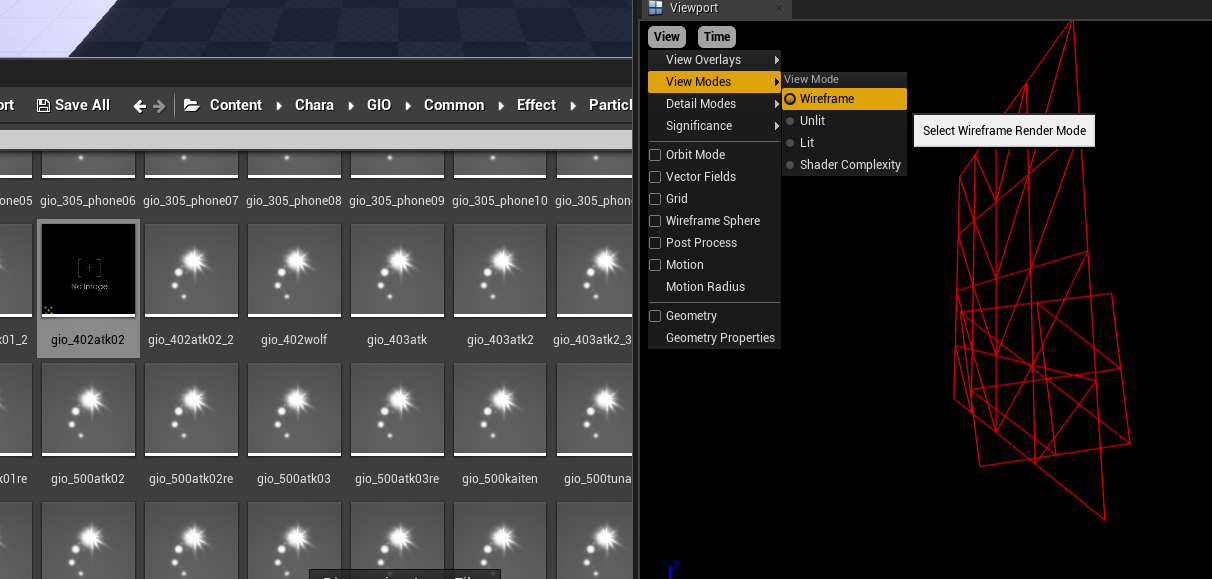 Viewport
View Time
View Overlays
View Modes
Detail Modes
Significance
Orbit Mode
Vector Fields
Grid
Wireframe Sphere
Post Process
Motion
Motion Radius
Geometry
Geometry Properties
View Mode
Wireframe
Unlit
Lit
Shader Complexity
Select Wireframe Render Mode
ort Save All Content Chara GIO Common Effect Particl
one05 gio_305_phone06 gio_305_phone07 gio_305_phone08 gio_305_phone09 gio_305_phone10 gio_305_phon
No Image
k01_2 gio_402atk02 gio_402atk02_2 gio_402wolf gio_403atk gio_403atk2 gio_403atk2_3
k01re gio_500atk02 gio_500atk02re gio_500atk03 gio_500atk03re gio_500kaiten gio_500tuna
Z